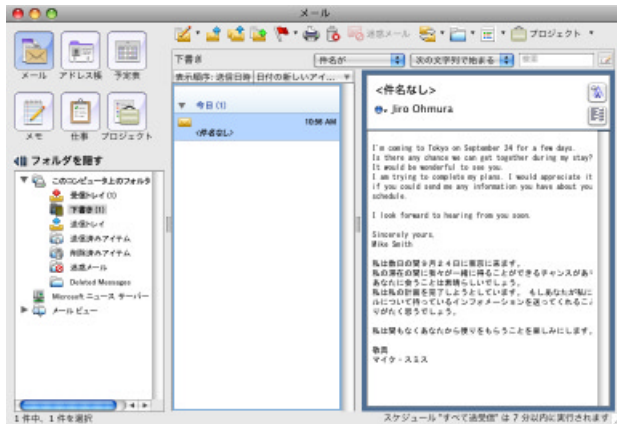 メール
迷惑メール
プロジェクト
メール アドレス帳 予定表
メモ 仕事 プロジェクト
フォルダを隠す
このコンピュータ上のフォルダ
受信トレイ (1)
下書き (1)
送信トレイ
送信済みアイテム
削除済みアイテム
迷惑メール
Deleted Messages
Microsoft ニュース サーバー
メール ビュー
下書き
件名が
次の文字列で始まる
検索
表示順序: 送信日時
日付の新しいアイ...
今日 (1)
10:56 AM
<件名なし>
<件名なし>
Jiro Ohmura
I'm coming to Tokyo on September 24 for a few days.
Is there any chance we can get together during my stay?
It would be wonderful to see you.
I am trying to complete my plans. I would appreciate it
if you could send me any information you have about you
schedule.
I look forward to hearing from you soon.
Sincerely yours,
Mike Smith
私は数日の間9月24日に東京に来ます。
私の滞在の間に我々が一緒に得ることができるチャンスがあ
あなたに会うことは素晴らしいでしょう。
私は私の計画を完了しようとしています。 もしあなたが私に
ルについて持っているインフォメーションを送ってくれるこ
りがたく思うでしょう。
私は間もなくあなたから便りをもらうことを楽しみにします。
敬具
マイケ・スミス
1 件中、1 件を選択
スケジュール "すべて送受信" は 7 分以内に実行されます